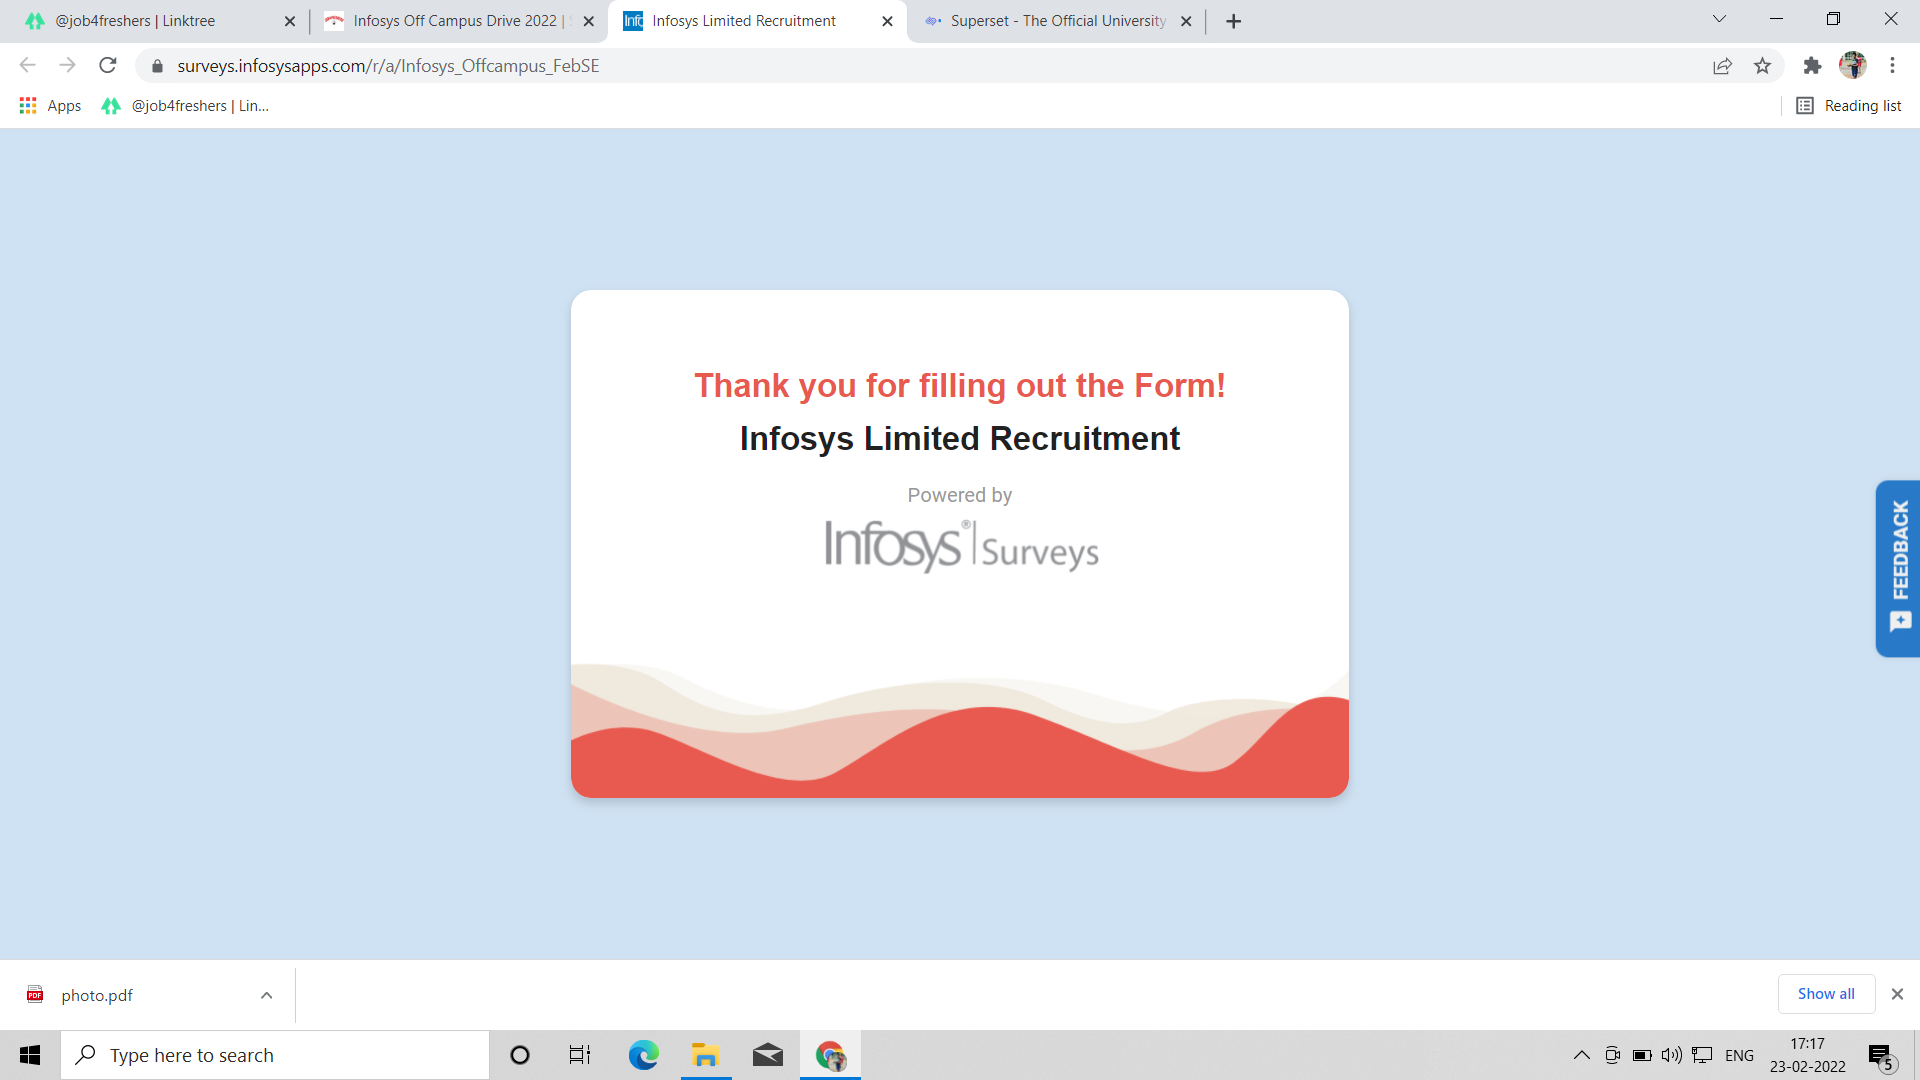 @job4freshers | Linktree
Infosys Off Campus Drive 2022 |
Infosys Limited Recruitment
Superset - The Official University
surveys.infosysapps.com/r/a/Infosys_Offcampus_FebSE
Apps
@job4freshers | Lin...
Reading list
Thank you for filling out the Form!
Infosys Limited Recruitment
Powered by
Infosys® | Surveys
FEEDBACK
PDF
photo.pdf
Show all
Type here to search
ENG
17:17
23-02-2022
5